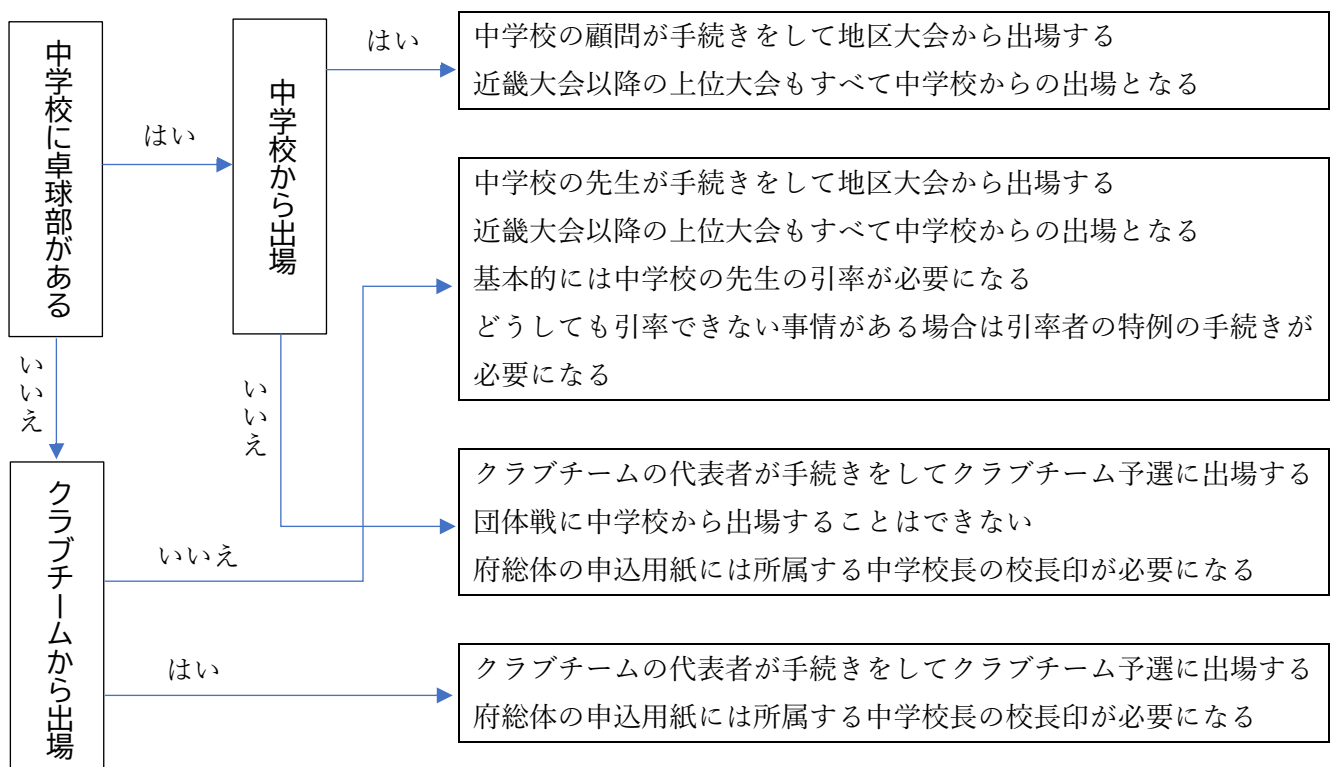 中学校に卓球部がある
はい
中学校から出場
はい
中学校の顧問が手続きをして地区大会から出場する
近畿大会以降の上位大会もすべて中学校からの出場となる
中学校の先生が手続きをして地区大会から出場する
近畿大会以降の上位大会もすべて中学校からの出場となる
基本的には中学校の先生の引率が必要になる
どうしても引率できない事情がある場合は引率者の特例の手続きが
必要になる
いいえ
いいえ
クラブチームから出場
いいえ
はい
クラブチームの代表者が手続きをしてクラブチーム予選に出場する
団体戦に中学校から出場することはできない
府総体の申込用紙には所属する中学校長の校長印が必要になる
クラブチームの代表者が手続きをしてクラブチーム予選に出場する
府総体の申込用紙には所属する中学校長の校長印が必要になる